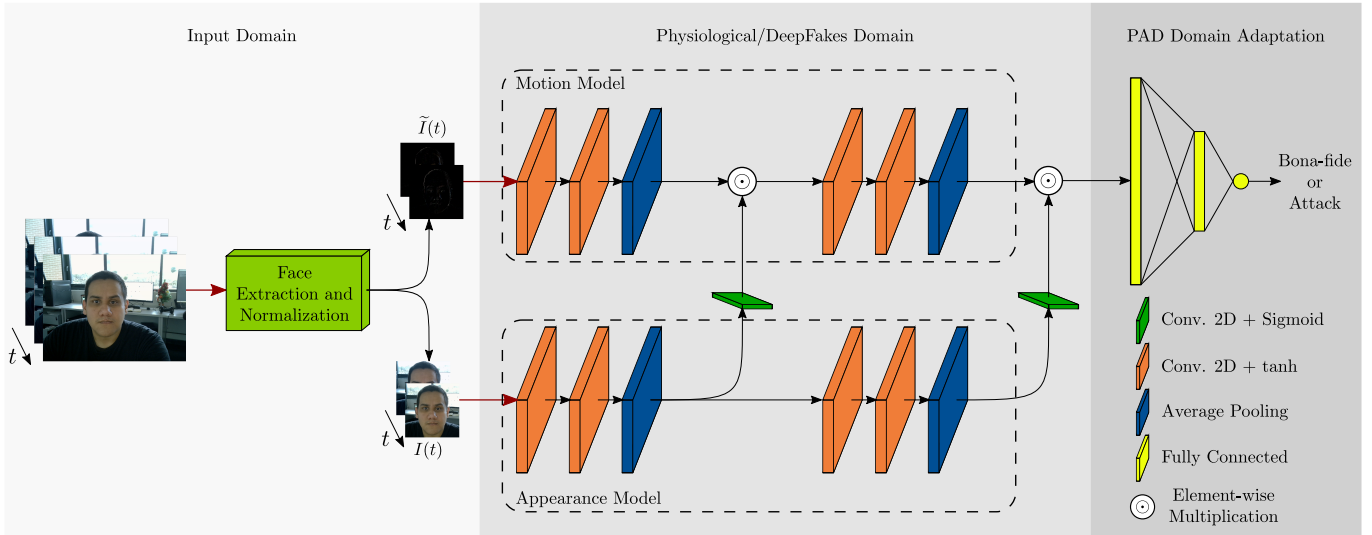 Input Domain
Physiological/DeepFakes Domain
PAD Domain Adaptation
Motion Model
Ĩ(t)
t
Face
Extraction and
Normalization
t
t
I(t)
Appearance Model
Bona-fide
or
Attack
Conv. 2D + Sigmoid
Conv. 2D + tanh
Average Pooling
Fully Connected
Element-wise
Multiplication